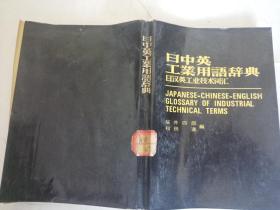 日中英
工業用語辞典
日汉英工业技术词汇
JAPANESE-CHINESE-ENGLISH
GLOSSARY OF INDUSTRIAL
TECHNICAL TERMS
編
日中英工業用語辞典